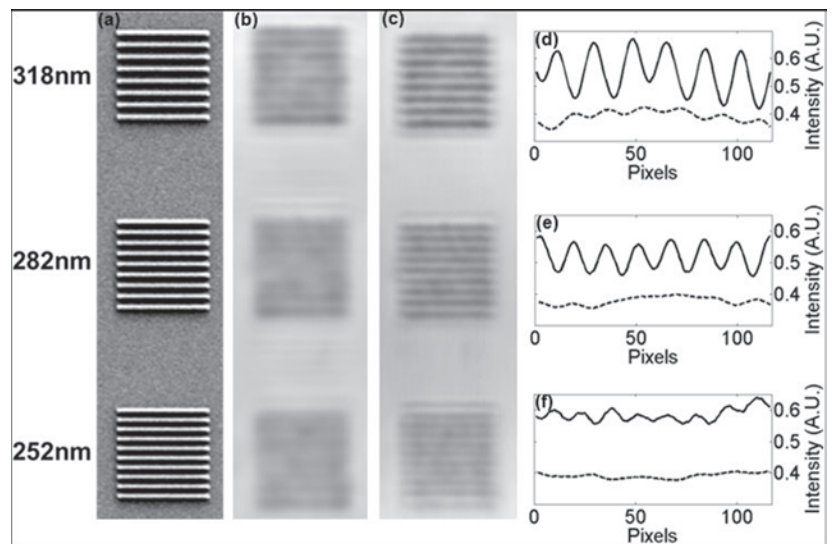 (a) (b) (c)
318nm
282nm
252nm
(d)
0.6
0.5
0.4
Intensity (A.U.)
0 50 100
Pixels
(e)
0.6
0.5
0.4
Intensity (A.U.)
0 50 100
Pixels
(f)
0.6
0.5
0.4
Intensity (A.U.)
0 50 100
Pixels